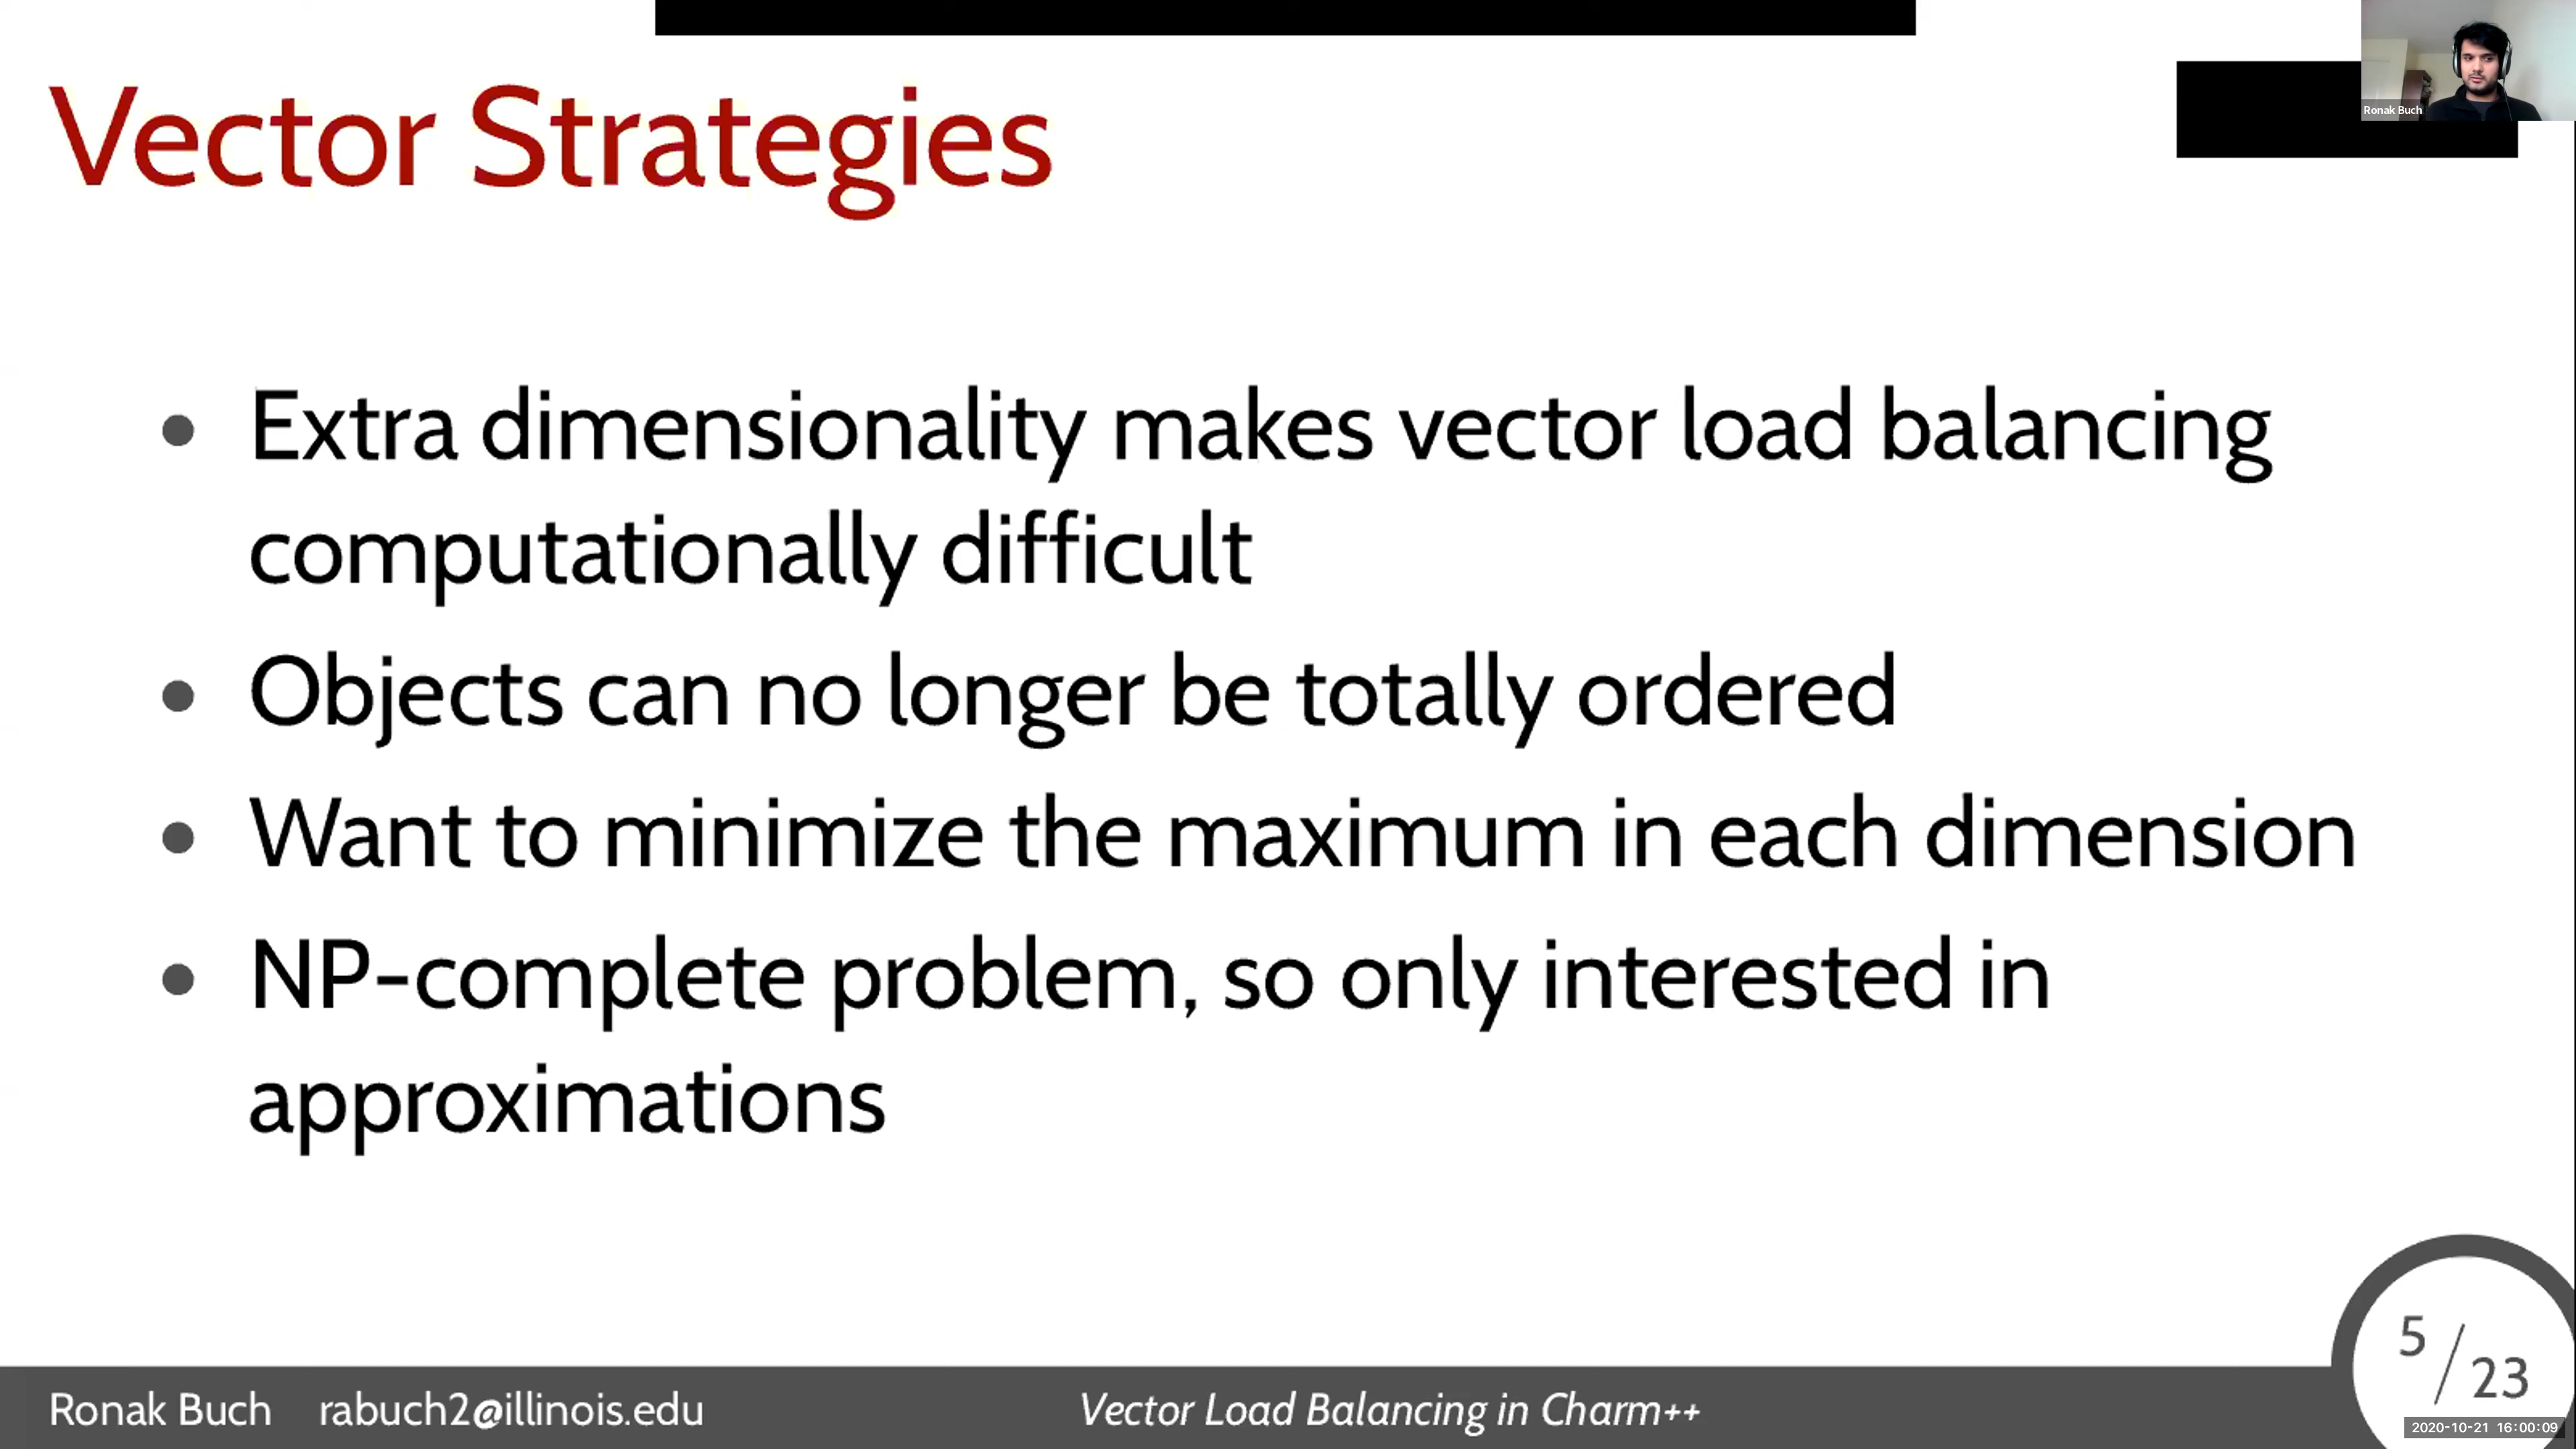 Vector Strategies
Ronak Buch
Extra dimensionality makes vector load balancing
computationally difficult
Objects can no longer be totally ordered
Want to minimize the maximum in each dimension
NP-complete problem, so only interested in
approximations
5/23
Ronak Buch rabuch2@illinois.edu Vector Load Balancing in Charm++
2020-10-21 16:00:09